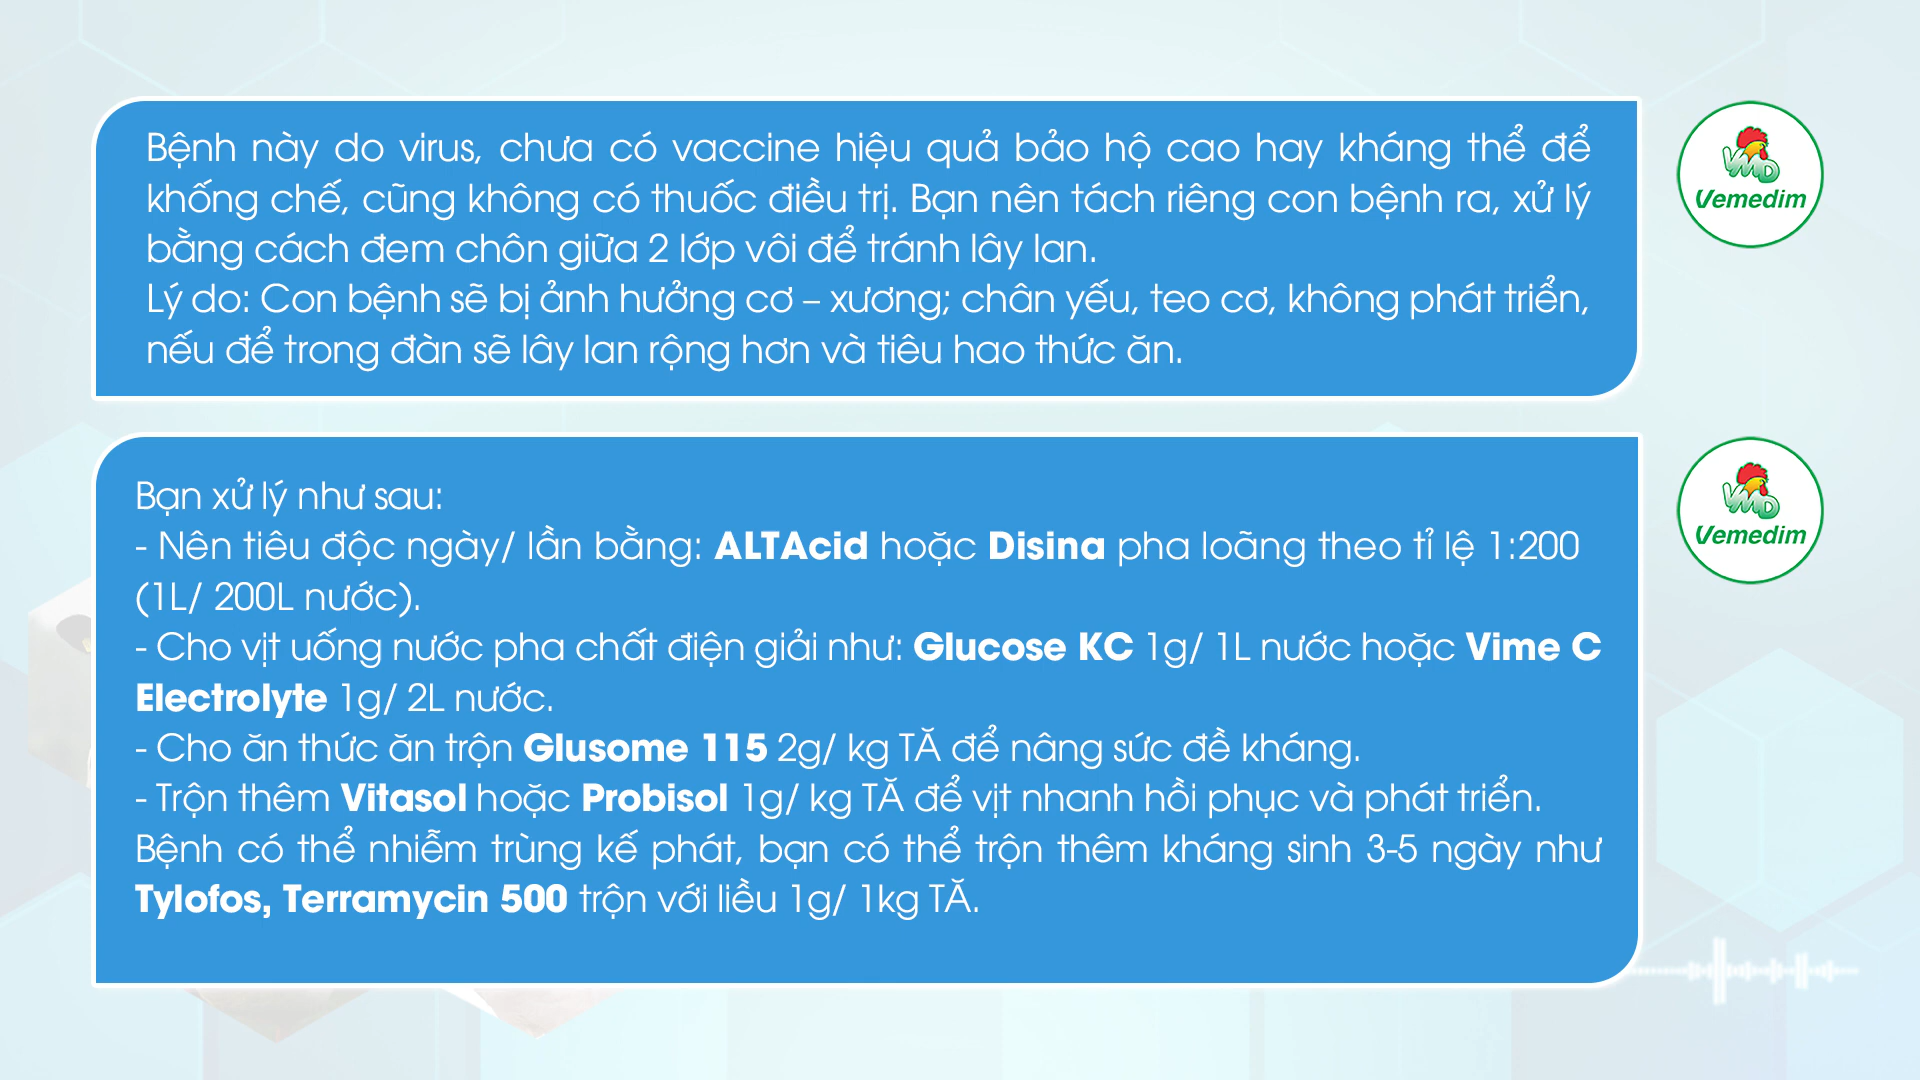 Bệnh này do virus, chưa có vaccine hiệu quả bảo hộ cao hay kháng thể để
khống chế, cũng không có thuốc điều trị. Bạn nên tách riêng con bệnh ra, xử lý
bằng cách đem chôn giữa 2 lớp vôi để tránh lây lan.
Lý do: Con bệnh sẽ bị ảnh hưởng cơ – xương; chân yếu, teo cơ, không phát triển,
nếu để trong đàn sẽ lây lan rộng hơn và tiêu hao thức ăn.
VMD
Vemedim
Bạn xử lý như sau:
- Nên tiêu độc ngày/ lần bằng: ALTAcid hoặc Disina pha loãng theo tỉ lệ 1:200
(1L/ 200L nước).
- Cho vịt uống nước pha chất điện giải như: Glucose KC 1g/ 1L nước hoặc Vime C
Electrolyte 1g/ 2L nước.
- Cho ăn thức ăn trộn Glusome 115 2g/ kg TĂ để nâng sức đề kháng.
- Trộn thêm Vitasol hoặc Probisol 1g/ kg TĂ để vịt nhanh hồi phục và phát triển.
Bệnh có thể nhiễm trùng kế phát, bạn có thể trộn thêm kháng sinh 3-5 ngày như
Tylofos, Terramycin 500 trộn với liều 1g/ 1kg TĂ.
VMD
Vemedim